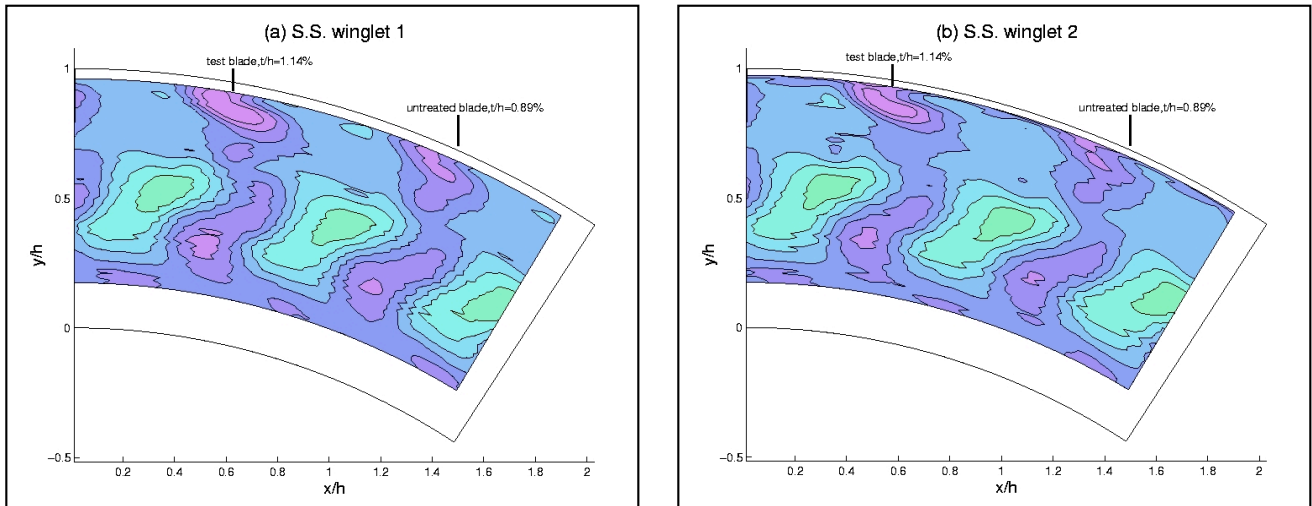 (a) S.S. winglet 1
test blade,t/h=1.14%
untreated blade,t/h=0.89%
1
0.5
0
−0.5
y/h
0.2 0.4 0.6 0.8 1 1.2 1.4 1.6 1.8 2
x/h
(b) S.S. winglet 2
test blade,t/h=1.14%
untreated blade,t/h=0.89%
1
0.5
0
−0.5
y/h
0.2 0.4 0.6 0.8 1 1.2 1.4 1.6 1.8 2
x/h